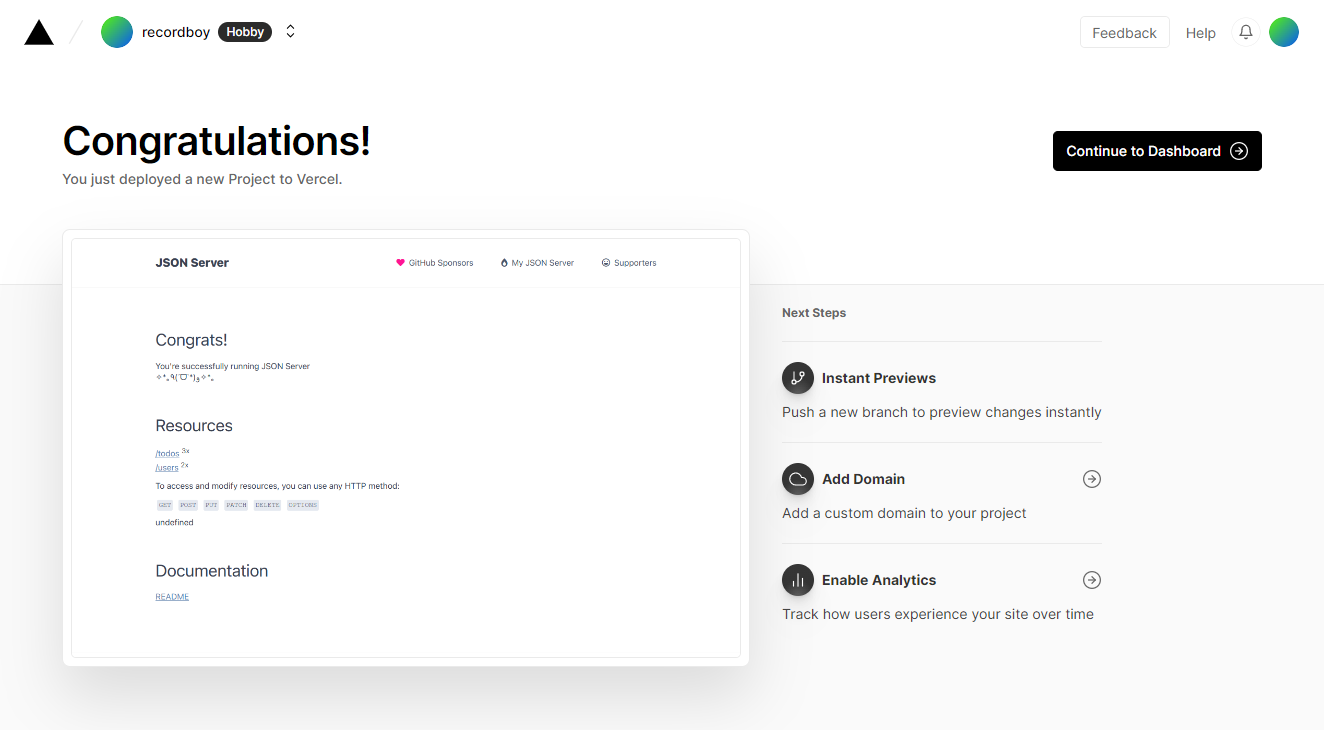 recordboy Hobby
Feedback Help
Congratulations!
You just deployed a new Project to Vercel.
Continue to Dashboard
JSON Server
GitHub Sponsors
My JSON Server
Supporters
Congrats!
You're successfully running JSON Server
Resources
/todos 3x
/users 2x
To access and modify resources, you can use any HTTP method:
GET POST PUT PATCH DELETE OPTIONS
undefined
Documentation
README
Next Steps
Instant Previews
Push a new branch to preview changes instantly
Add Domain
Add a custom domain to your project
Enable Analytics
Track how users experience your site over time